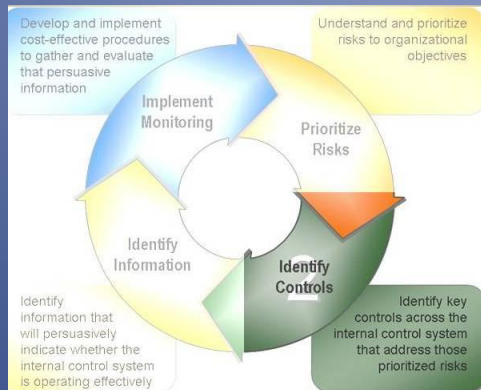 Develop and implement
cost-effective procedures
to gather and evaluate
that persuasive
information
Understand and prioritize
risks to organizational
objectives
Implement
Monitoring
Prioritize
Risks
Identify
Information
2
Identify
Controls
Identify
information that
will persuasively
indicate whether the
internal control system
is operating effectively
Identify key
controls across the
internal control system
that address those
prioritized risks